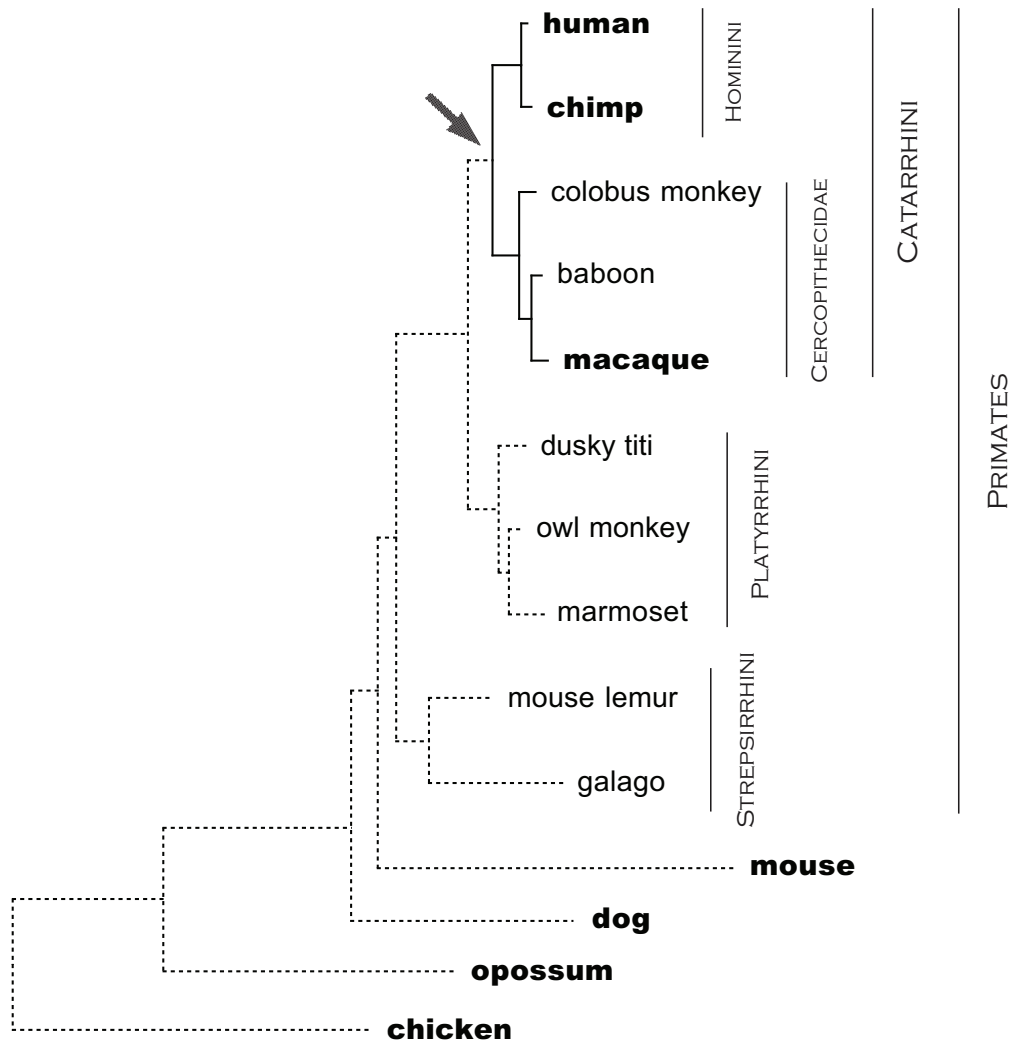 human
chimp
HOMININI
colobus monkey
baboon
macaque
CERCOPITHECIDAE
CATARRHINI
dusky titi
owl monkey
marmoset
PLATYRRHINI
mouse lemur
galago
STREPSIRRHINI
PRIMATES
mouse
dog
opossum
chicken